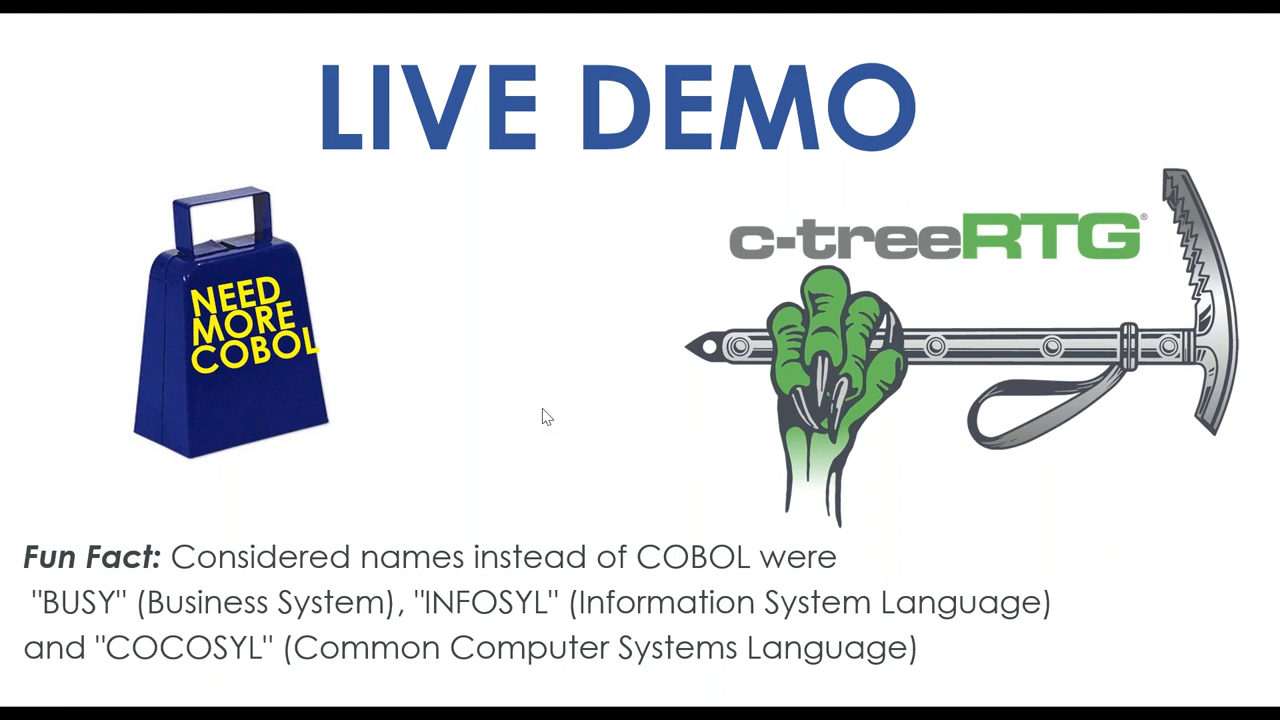 LIVE DEMO
c-treeRTG®
NEED
MORE
COBOL
Fun Fact: Considered names instead of COBOL were
"BUSY" (Business System), "INFOSYL" (Information System Language)
and "COCOSYL" (Common Computer Systems Language)